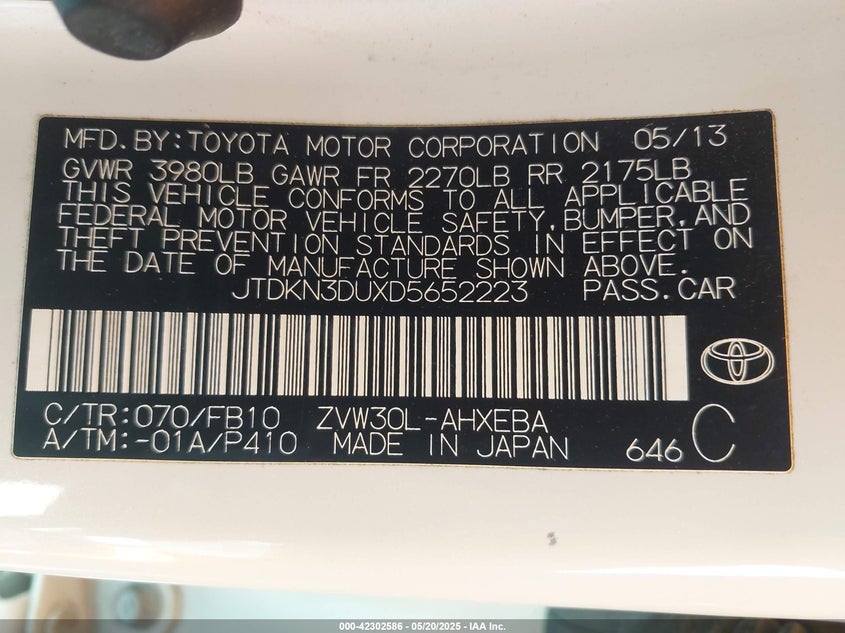 MFD.BY:TOYOTA MOTOR CORPORATION 05/13
GVWR 3980LB GAWR FR 2270LB RR 2175LB
THIS VEHICLE CONFORMS TO ALL APPLICABLE
FEDERAL MOTOR VEHICLE SAFETY,BUMPER,AND
THEFT PREVENTION STANDARDS IN EFFECT ON
THE DATE OF MANUFACTURE SHOWN ABOVE.
JTDKN3DUXD5652223 PASS.CAR
C/TR:070/FB10 ZVW30L-AHXEBA
A/TM:-01A/P410 MADE IN JAPAN 646 C
000-42302586 - 05/20/2025 - IAA Inc.